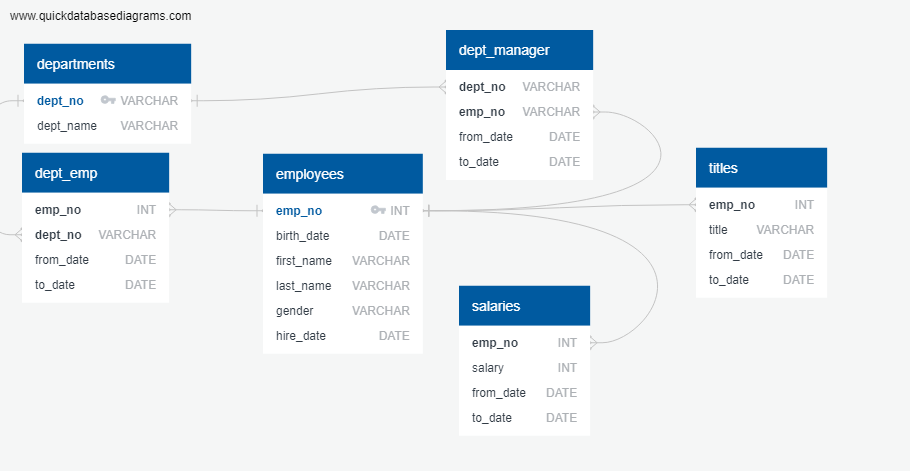 www.quickdatabasediagrams.com
departments
dept_no VARCHAR
dept_name VARCHAR
dept_emp
emp_no INT
dept_no VARCHAR
from_date DATE
to_date DATE
employees
emp_no INT
birth_date DATE
first_name VARCHAR
last_name VARCHAR
gender VARCHAR
hire_date DATE
dept_manager
dept_no VARCHAR
emp_no VARCHAR
from_date DATE
to_date DATE
salaries
emp_no INT
salary INT
from_date DATE
to_date DATE
titles
emp_no INT
title VARCHAR
from_date DATE
to_date DATE